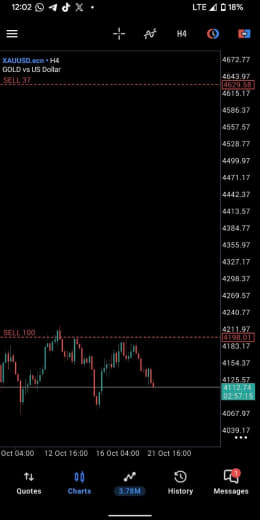 12:02
LTE
18%
H4
XAUUSD.ecn • H4
GOLD vs US Dollar
SELL 37
4672.77
4643.97
4629.58
4615.17
4586.37
4557.57
4528.77
4499.97
4471.17
4442.37
4413.57
4384.77
4355.97
4327.17
4298.37
4269.57
4240.77
4211.97
SELL 100
4198.01
4183.17
4154.37
4125.57
4112.74
02:57:15
4067.97
4039.17
Oct 04:00
12 Oct 16:00
16 Oct 04:00
21 Oct 16:00
Quotes
Charts
3.78M
History
Messages